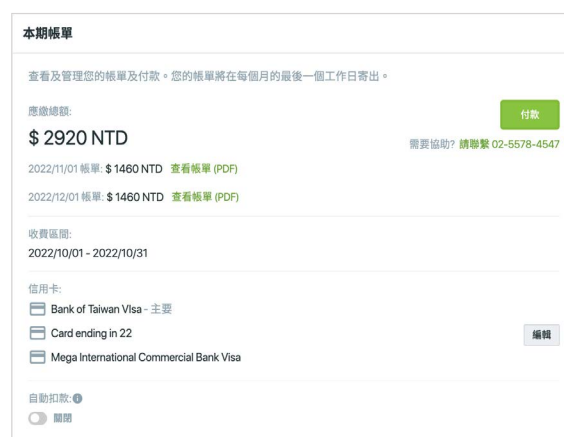 本期帳單
查看及管理您的帳單及付款。您的帳單將在每個月的最後一個工作日寄出。
應繳總額:
付款
$ 2920 NTD
需要協助? 請聯繫 02-5578-4547
2022/11/01 帳單: $ 1460 NTD 查看帳單 (PDF)
2022/12/01 帳單: $ 1460 NTD 查看帳單 (PDF)
收費區間:
2022/10/01 - 2022/10/31
信用卡:
Bank of Taiwan VIsa - 主要
Card ending in 22
編輯
Mega International Commercial Bank Visa
自動扣款:
關閉